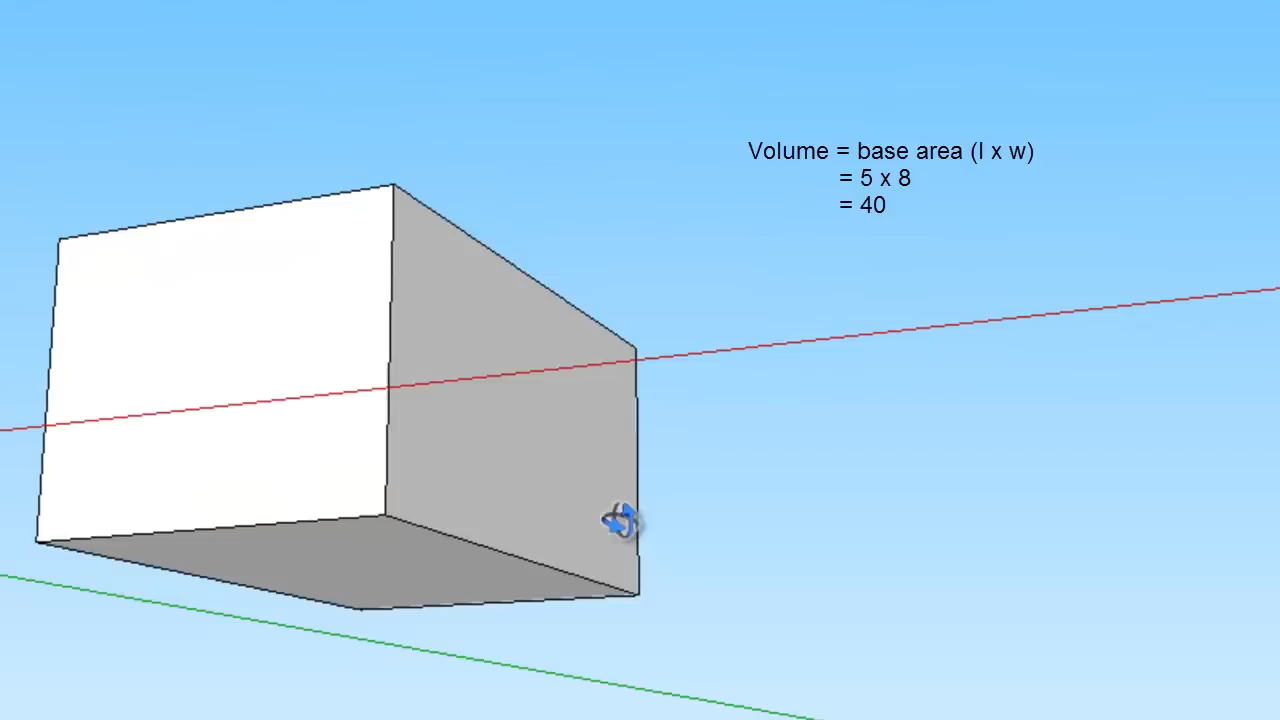 Volume = base area (l x w)
= 5 x 8
= 40